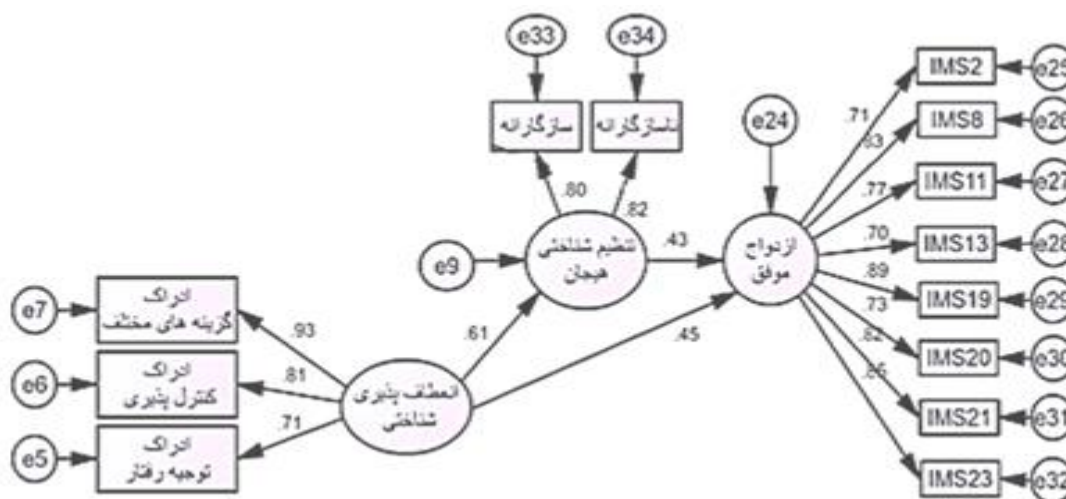 e33
e34
سازگارانه
ناسازگارانه
e24
IMS2
e25
IMS8
e26
IMS11
e27
IMS13
e28
IMS19
e29
IMS20
e30
IMS21
e31
IMS23
e32
.71
.83
.77
.70
.89
.73
.82
.80
.82
تنظیم شناختی
هیجان
e9
.43
ازدواج
موفق
.61
.45
e7
ادراک
گزینه های مختلف
.93
e6
ادراک
کنترل پذیری
.81
e5
ادراک
توجیه رفتار
.71
انعطاف پذیری
شناختی